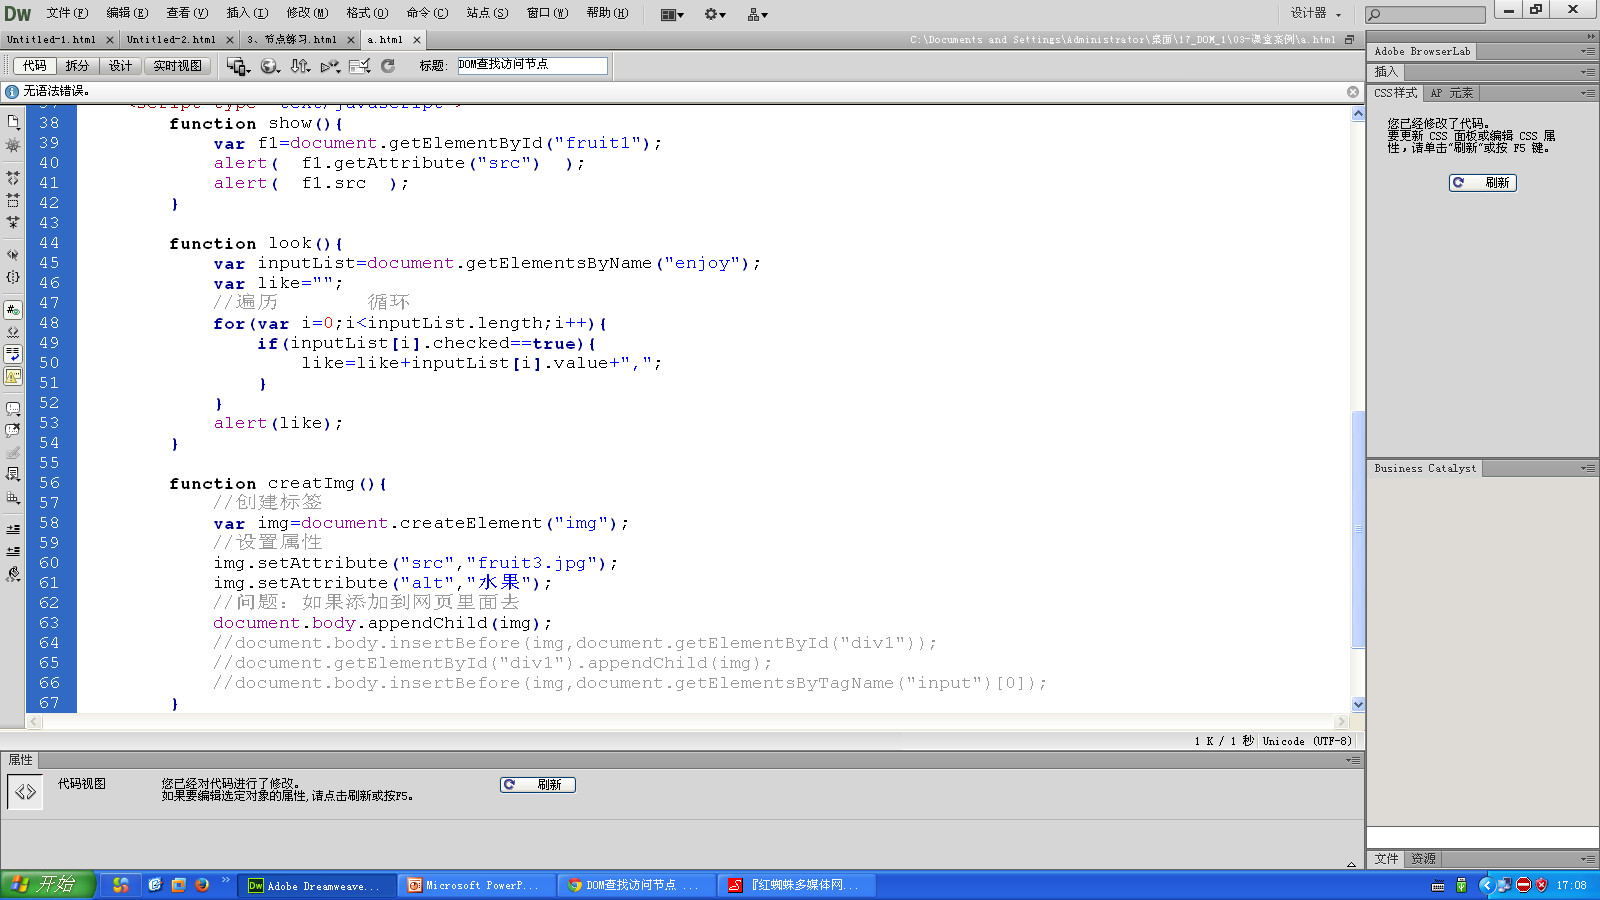 Dw 文件(F) 编辑(E) 查看(V) 插入(I) 修改(M) 格式(O) 命令(C) 站点(S) 窗口(W) 帮助(H) 设计器
Untitled-1.html Untitled-2.html 3、节点练习.html a.html C:\Documents and Settings\Administrator\桌面\17_DOM_1\03-课堂案例\a.html
代码 拆分 设计 实时视图 标题: DOM查找访问节点
无语法错误。
38 function show(){
39 var f1=document.getElementById("fruit1");
40 alert( f1.getAttribute("src") );
41 alert( f1.src );
42 }
43
44 function look(){
45 var inputList=document.getElementsByName("enjoy");
46 var like="";
47 //遍历 循环
48 for(var i=0;i<inputList.length;i++){
49 if(inputList[i].checked==true){
50 like=like+inputList[i].value+",";
51 }
52 }
53 alert(like);
54 }
55
56 function creatImg(){
57 //创建标签
58 var img=document.createElement("img");
59 //设置属性
60 img.setAttribute("src","fruit3.jpg");
61 img.setAttribute("alt","水果");
62 //问题：如果添加到网页里面去
63 document.body.appendChild(img);
64 //document.body.insertBefore(img,document.getElementById("div1"));
65 //document.getElementById("div1").appendChild(img);
66 //document.body.insertBefore(img,document.getElementsByTagName("input")[0]);
67 }
1 K / 1 秒 Unicode (UTF-8)
属性
代码视图
您已经对代码进行了修改。
如果要编辑选定对象的属性,请点击刷新或按F5。
刷新
Adobe BrowserLab
插入
CSS样式 AP 元素
您已经修改了代码。
要更新 CSS 面板或编辑 CSS 属
性，请单击“刷新”或按 F5 键。
刷新
Business Catalyst
文件 资源
开始
Adobe Dreamweave...
Microsoft PowerP...
DOM查找访问节点 ...
『红蜘蛛多媒体网...
17:08